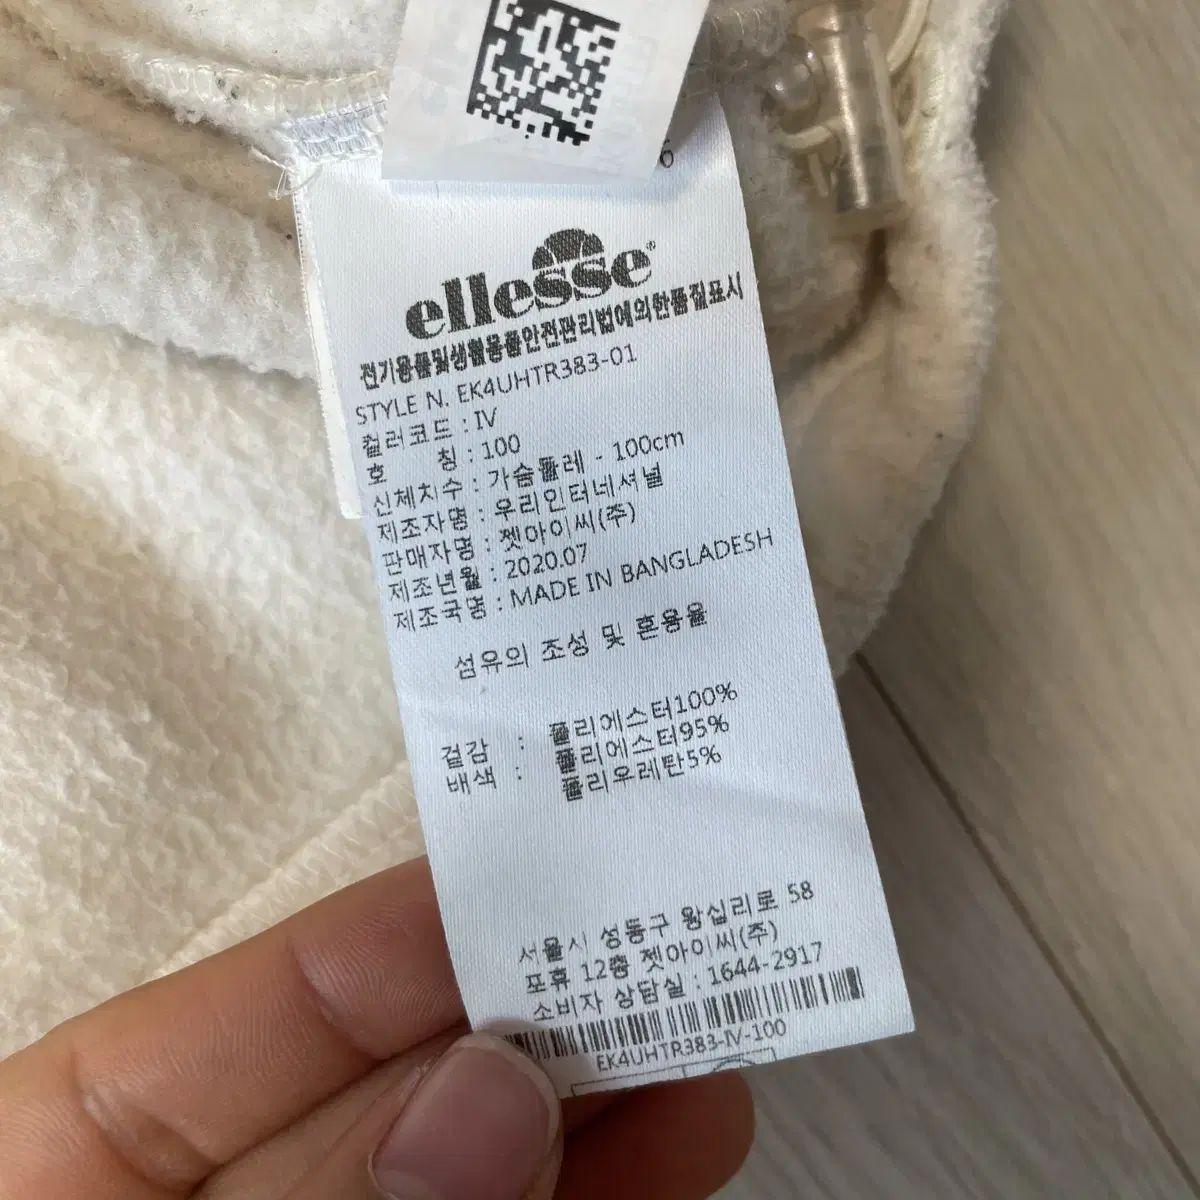 6
ellesse®
전기용품및생활용품안전관리법에의한품질표시
STYLE N. EK4UHTR383-01
컬러코드 : IV
호 칭 : 100
신체치수 : 가슴둘레 - 100cm
제조자명 : 우리인터네셔널
판매자명 : 젯아이씨(주)
제조년월 : 2020.07
제조국명 : MADE IN BANGLADESH
섬유의 조성 및 혼용율
겉감 : 폴리에스터100%
배색 : 폴리에스터95%
폴리우레탄5%
서울시 성동구 왕십리로 58
포휴 12층 젯아이씨(주)
소비자 상담실 : 1644-2917
EK4UHTR383-IV-100